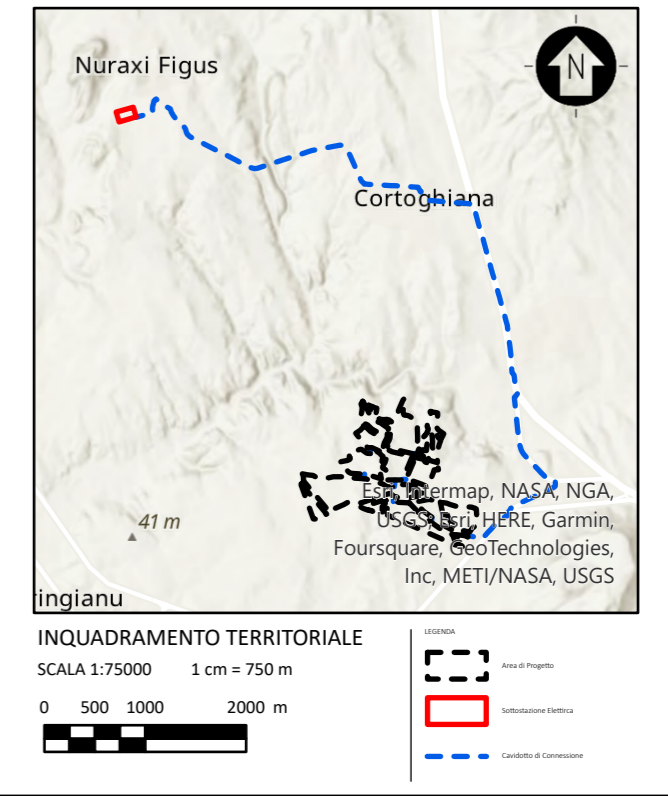 Nuraxi Figus
N
Cortoghiana
Esri, Intermap, NASA, NGA,
USGS, Esri, HERE, Garmin,
Foursquare, GeoTechnologies,
Inc, METI/NASA, USGS
41 m
ingianu
INQUADRAMENTO TERRITORIALE
SCALA 1:75000 1 cm = 750 m
0 500 1000 2000 m
LEGENDA
Area di Progetto
Sottostazione Elettirca
Cavidotto di Connessione